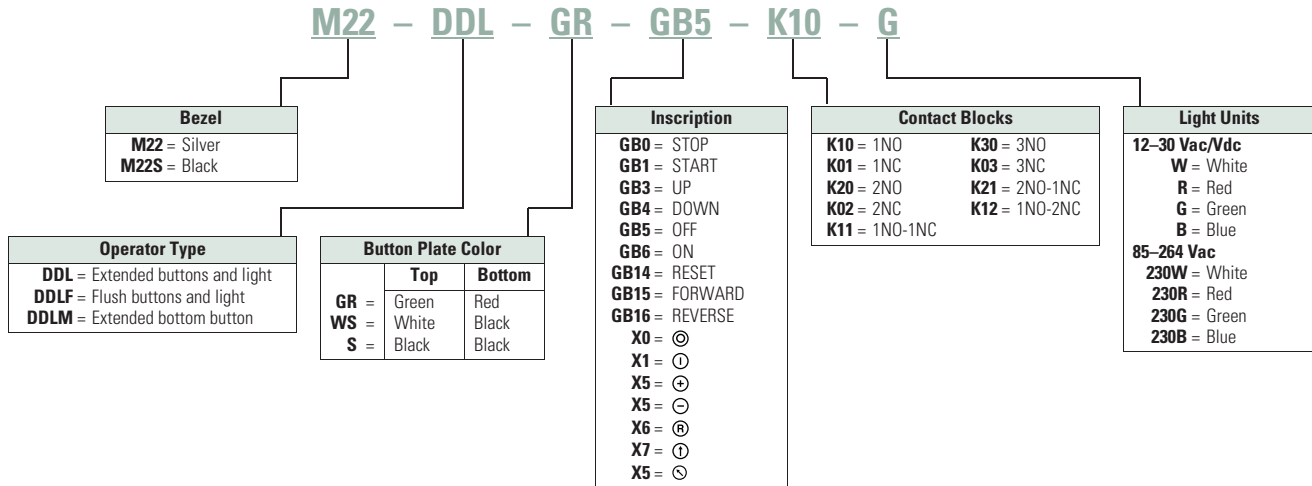 M22 – DDL – GR – GB5 – K10 – G
Bezel
M22 = Silver
M22S = Black
Operator Type
DDL = Extended buttons and light
DDLF = Flush buttons and light
DDLM = Extended bottom button
Button Plate Color
Top Bottom
GR = Green Red
WS = White Black
S = Black Black
Inscription
GB0 = STOP
GB1 = START
GB3 = UP
GB4 = DOWN
GB5 = OFF
GB6 = ON
GB14 = RESET
GB15 = FORWARD
GB16 = REVERSE
X0 =
X1 =
X5 =
X5 =
X6 = Ⓡ
X7 =
X5 =
Contact Blocks
K10 = 1NO K30 = 3NO
K01 = 1NC K03 = 3NC
K20 = 2NO K21 = 2NO-1NC
K02 = 2NC K12 = 1NO-2NC
K11 = 1NO-1NC
Light Units
12–30 Vac/Vdc
W = White
R = Red
G = Green
B = Blue
85–264 Vac
230W = White
230R = Red
230G = Green
230B = Blue